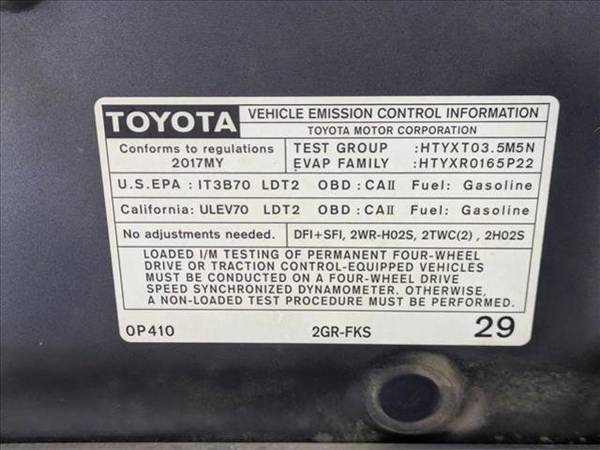 TOYOTA VEHICLE EMISSION CONTROL INFORMATION
TOYOTA MOTOR CORPORATION
Conforms to regulations
2017MY
TEST GROUP :HTYXT03.5M5N
EVAP FAMILY :HTYXR0165P22
U.S.EPA : IT3B70 LDT2 OBD : CAII Fuel: Gasoline
California: ULEV70 LDT2 OBD : CAII Fuel: Gasoline
No adjustments needed. DFI+SFI, 2WR-HO2S, 2TWC(2) , 2HO2S
LOADED I/M TESTING OF PERMANENT FOUR-WHEEL
DRIVE OR TRACTION CONTROL-EQUIPPED VEHICLES
MUST BE CONDUCTED ON A FOUR-WHEEL DRIVE
SPEED SYNCHRONIZED DYNAMOMETER. OTHERWISE,
A NON-LOADED TEST PROCEDURE MUST BE PERFORMED.
0P410 2GR-FKS 29